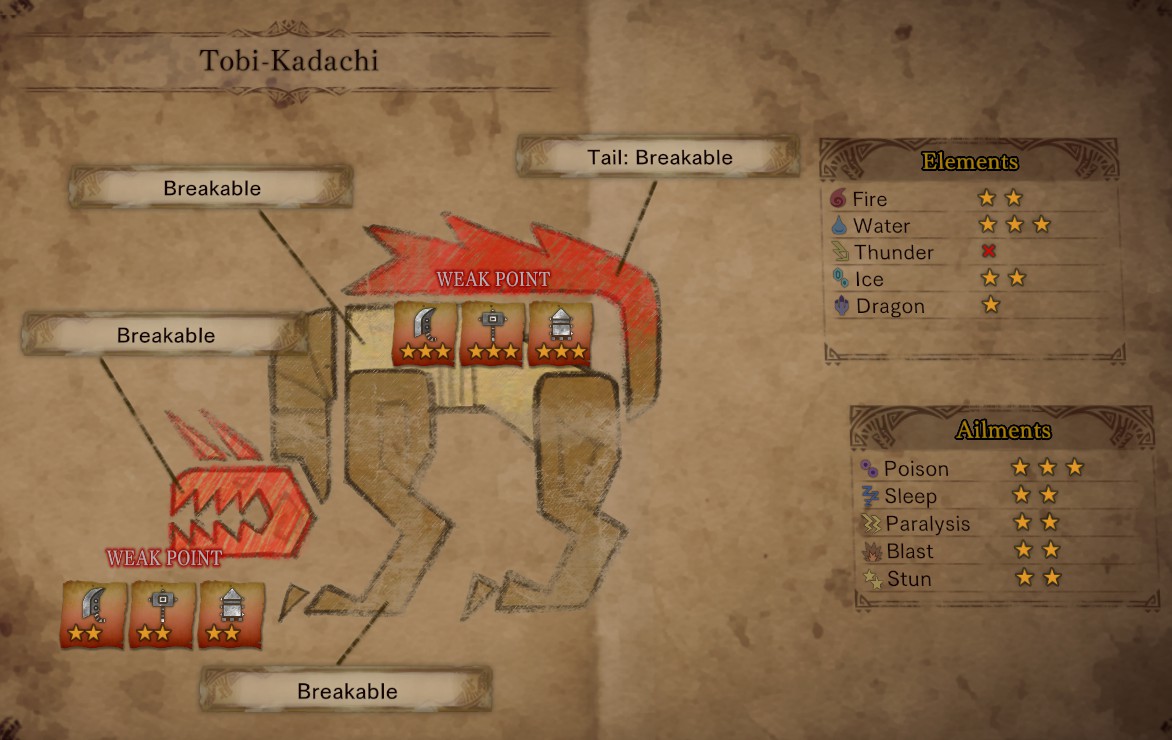 Tobi-Kadachi
Tail: Breakable
Breakable
Breakable
WEAK POINT
WEAK POINT
Breakable
Elements
Fire
Water
Thunder
Ice
Dragon
Ailments
Poison
Sleep
Paralysis
Blast
Stun